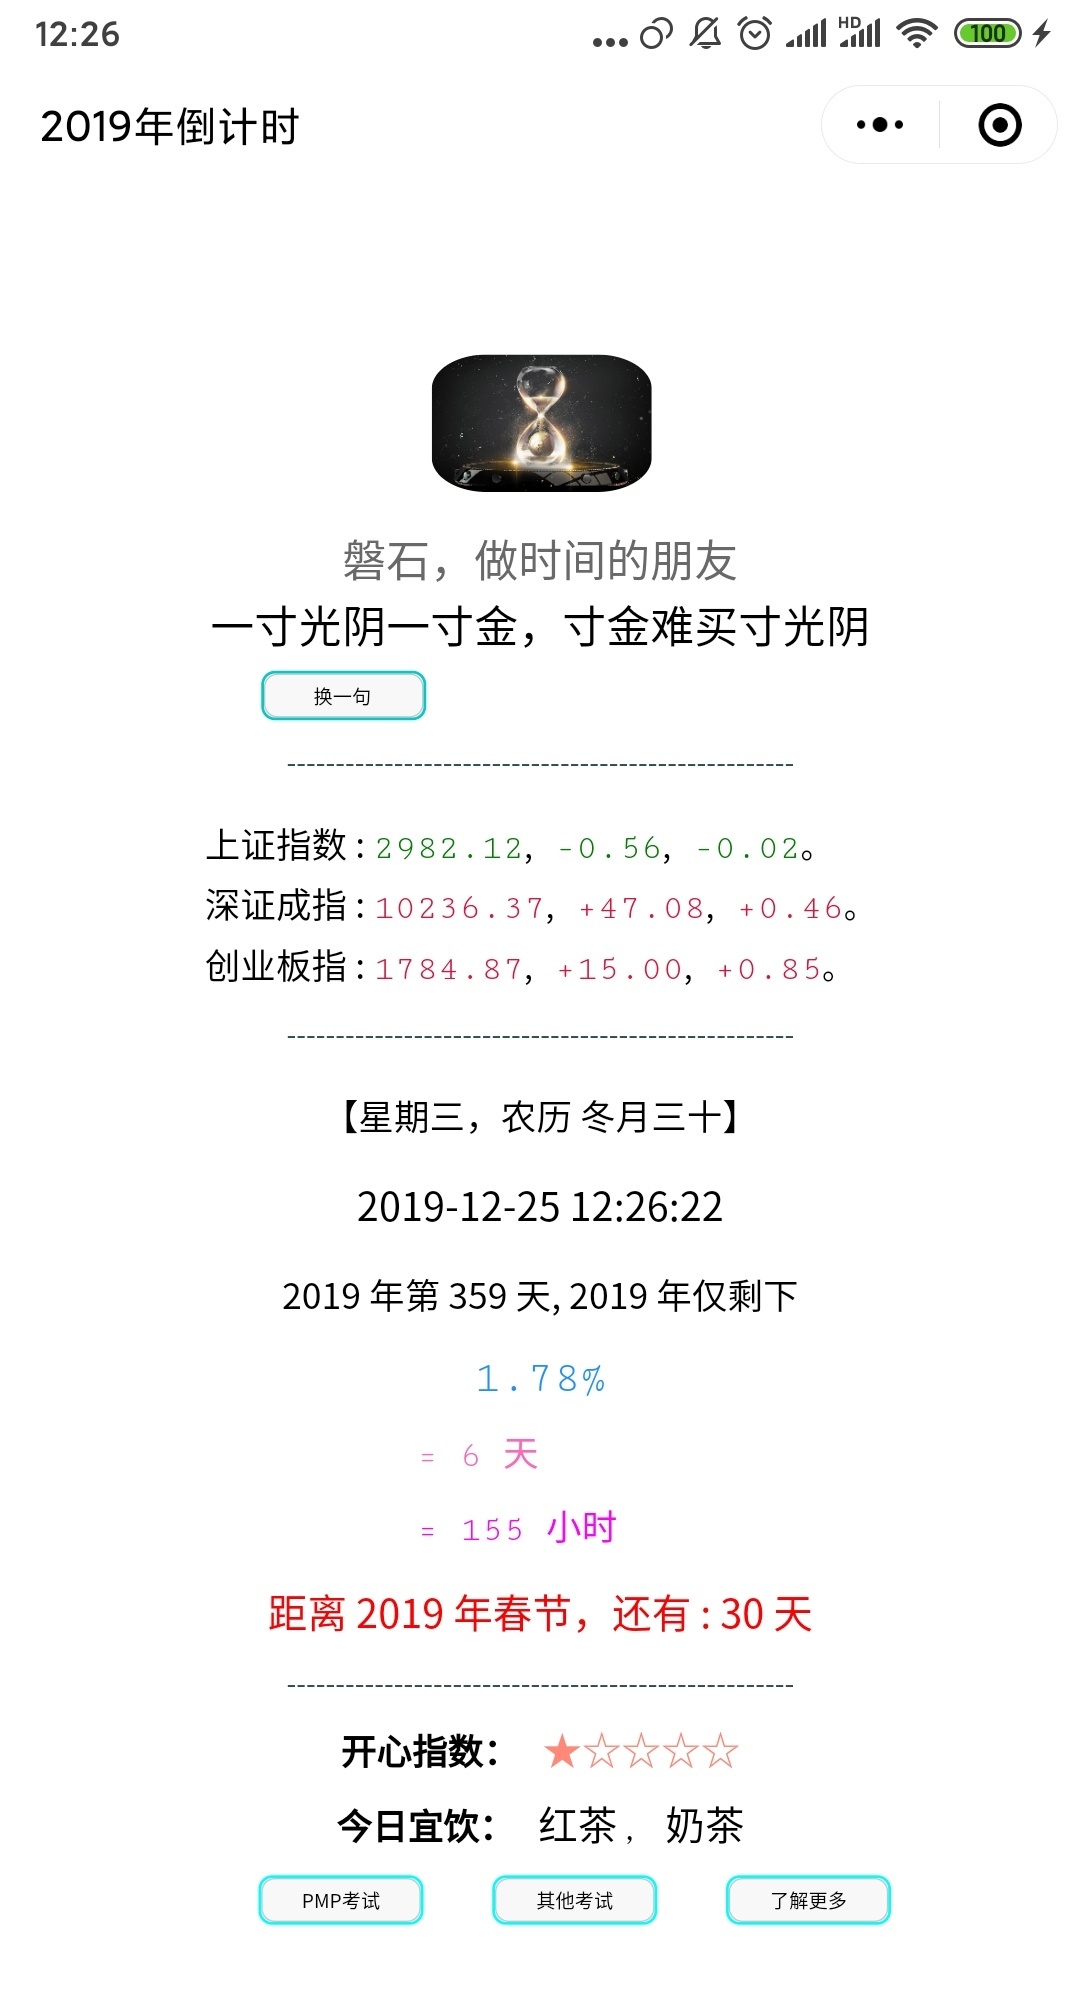 12:26
HD
100
2019年倒计时
磐石，做时间的朋友
一寸光阴一寸金，寸金难买寸光阴
换一句
--------------------------------------------------
上证指数 : 2982.12, -0.56, -0.02。
深证成指 : 10236.37, +47.08, +0.46。
创业板指 : 1784.87, +15.00, +0.85。
--------------------------------------------------
【星期三，农历 冬月三十】
2019-12-25 12:26:22
2019 年第 359 天, 2019 年仅剩下
1.78%
= 6 天
= 155 小时
距离 2019 年春节，还有 : 30 天
--------------------------------------------------
开心指数： ★☆☆☆☆
今日宜饮： 红茶， 奶茶
PMP考试 其他考试 了解更多